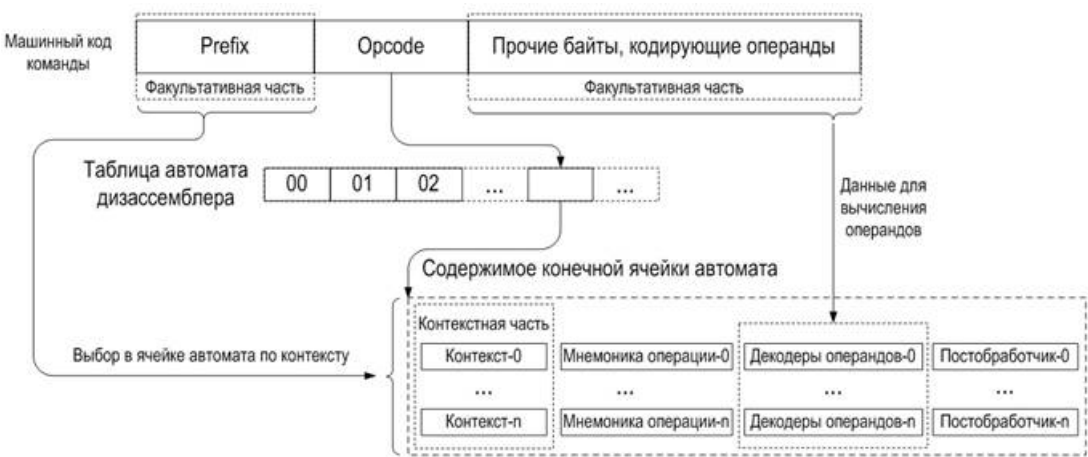 Машинный код
команды
Prefix
Opcode
Прочие байты, кодирующие операнды
Факультативная часть
Факультативная часть
Таблица автомата
дизассемблера
00
01
02
...
...
Данные для
вычисления
операндов
Содержимое конечной ячейки автомата
Выбор в ячейке автомата по контексту
Контекстная часть
Контекст-0
Мнемоника операции-0
Декодеры операндов-0
Постобработчик-0
...
...
...
...
Контекст-n
Мнемоника операции-n
Декодеры операндов-n
Постобработчик-n